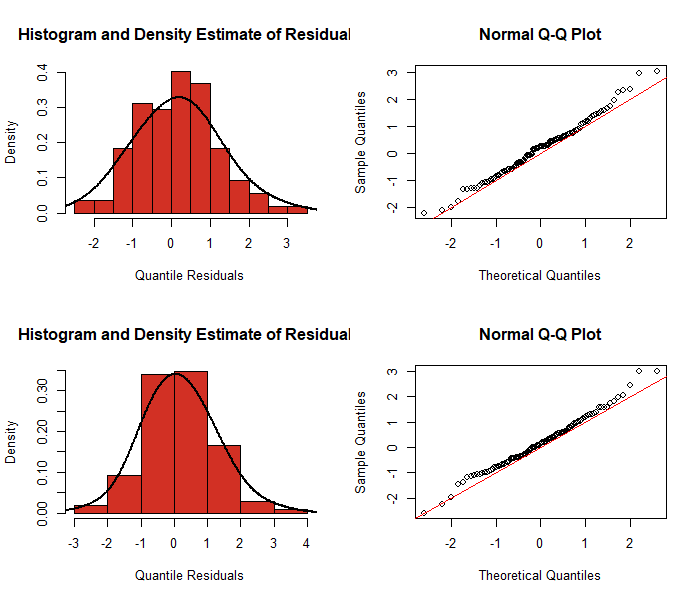 Histogram and Density Estimate of Residual
Density
0.0 0.1 0.2 0.3 0.4
-2 -1 0 1 2 3
Quantile Residuals
Normal Q-Q Plot
Sample Quantiles
-2 -1 0 1 2 3
-2 -1 0 1 2
Theoretical Quantiles
Histogram and Density Estimate of Residual
Density
0.00 0.10 0.20 0.30
-3 -2 -1 0 1 2 3 4
Quantile Residuals
Normal Q-Q Plot
Sample Quantiles
-2 -1 0 1 2 3
-2 -1 0 1 2
Theoretical Quantiles